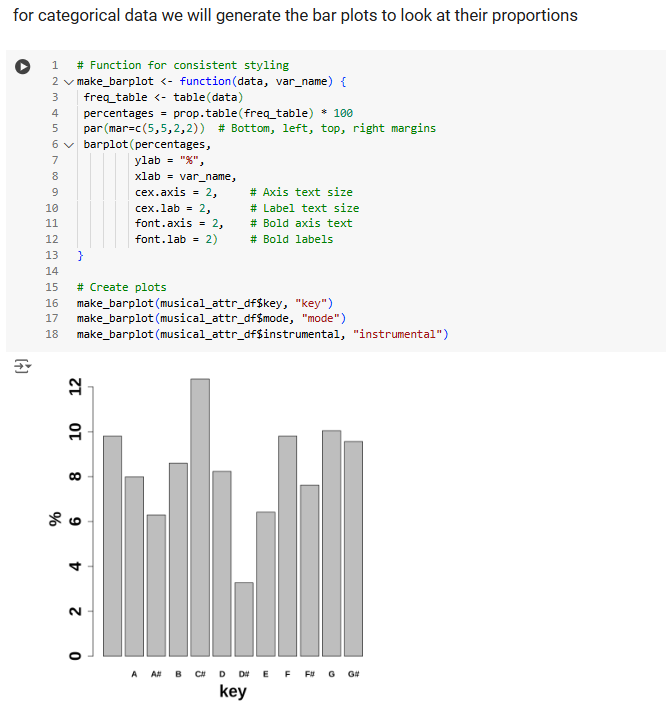 for categorical data we will generate the bar plots to look at their proportions
1 # Function for consistent styling
2 make_barplot <- function(data, var_name) {
3 freq_table <- table(data)
4 percentages = prop.table(freq_table) * 100
5 par(mar=c(5,5,2,2)) # Bottom, left, top, right margins
6 barplot(percentages,
7 ylab = "%",
8 xlab = var_name,
9 cex.axis = 2, # Axis text size
10 cex.lab = 2, # Label text size
11 font.axis = 2, # Bold axis text
12 font.lab = 2) # Bold labels
13 }
14
15 # Create plots
16 make_barplot(musical_attr_df$key, "key")
17 make_barplot(musical_attr_df$mode, "mode")
18 make_barplot(musical_attr_df$instrumental, "instrumental")
12
10
8
%
6
4
2
0
A A# B C# D D# E F F# G G#
key